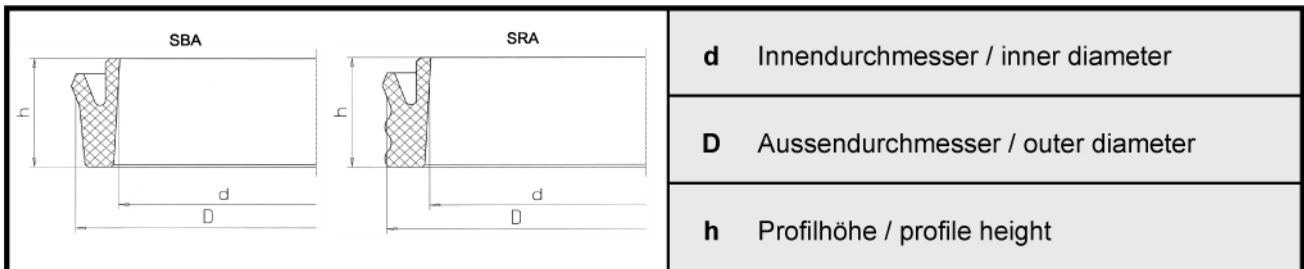 SBA
h
d
D
SRA
h
d
D
d Innendurchmesser / inner diameter
D Aussendurchmesser / outer diameter
h Profilhöhe / profile height